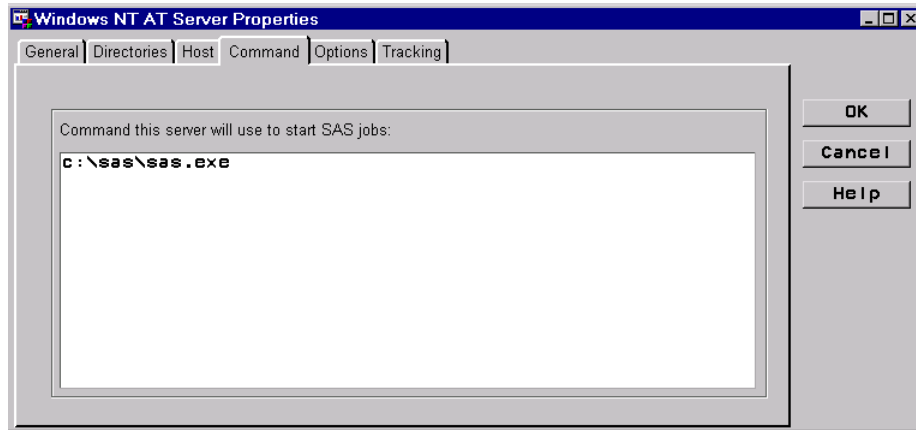 Windows NT AT Server Properties
General Directories Host Command Options Tracking
Command this server will use to start SAS jobs:
c:\sas\sas.exe
OK
Cancel
Help